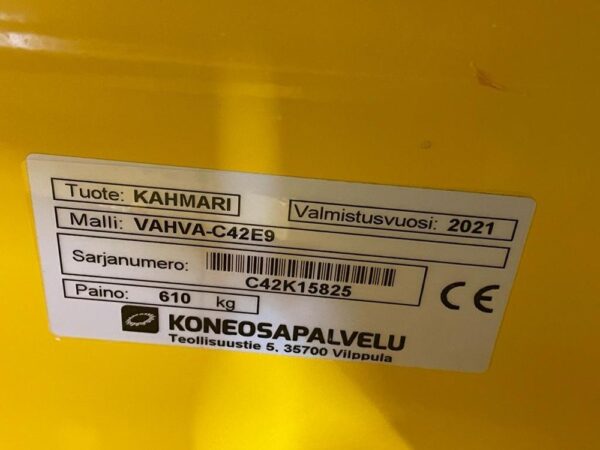 Tuote: KAHMARI
Valmistusvuosi: 2021
Malli: VAHVA-C42E9
Sarjanumero:
C42K15825
Paino: 610 kg
CE
KONEOSAPALVELU
Teollisuustie 5, 35700 Vilppula